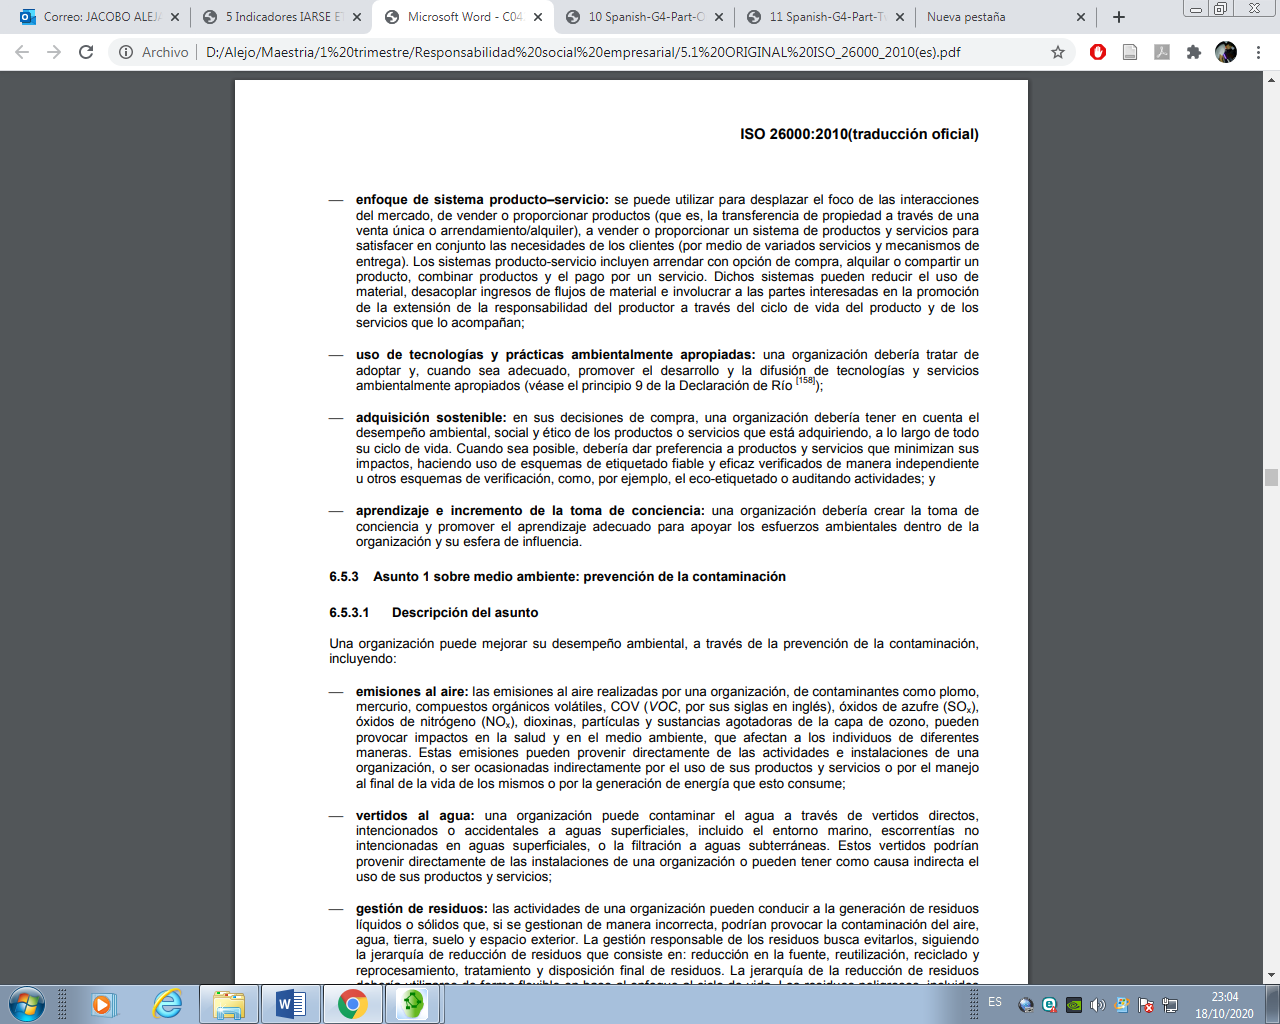 Correo: JACOBO ALEJA
5 Indicadores IARSE ET
Microsoft Word - C04
10 Spanish-G4-Part-O
11 Spanish-G4-Part-Tw
Nueva pestaña
Archivo
D:/Alejo/Maestria/1%20trimestre/Responsabilidad%20social%20empresarial/5.1%20ORIGINAL%20ISO_26000_2010(es).pdf
ISO 26000:2010(traducción oficial)
— enfoque de sistema producto–servicio: se puede utilizar para desplazar el foco de las interacciones
del mercado, de vender o proporcionar productos (que es, la transferencia de propiedad a través de una
venta única o arrendamiento/alquiler), a vender o proporcionar un sistema de productos y servicios para
satisfacer en conjunto las necesidades de los clientes (por medio de variados servicios y mecanismos de
entrega). Los sistemas producto-servicio incluyen arrendar con opción de compra, alquilar o compartir un
producto, combinar productos y el pago por un servicio. Dichos sistemas pueden reducir el uso de
material, desacoplar ingresos de flujos de material e involucrar a las partes interesadas en la promoción
de la extensión de la responsabilidad del productor a través del ciclo de vida del producto y de los
servicios que lo acompañan;
— uso de tecnologías y prácticas ambientalmente apropiadas: una organización debería tratar de
adoptar y, cuando sea adecuado, promover el desarrollo y la difusión de tecnologías y servicios
ambientalmente apropiados (véase el principio 9 de la Declaración de Río [158]);
— adquisición sostenible: en sus decisiones de compra, una organización debería tener en cuenta el
desempeño ambiental, social y ético de los productos o servicios que está adquiriendo, a lo largo de todo
su ciclo de vida. Cuando sea posible, debería dar preferencia a productos y servicios que minimizan sus
impactos, haciendo uso de esquemas de etiquetado fiable y eficaz verificados de manera independiente
u otros esquemas de verificación, como, por ejemplo, el eco-etiquetado o auditando actividades; y
— aprendizaje e incremento de la toma de conciencia: una organización debería crear la toma de
conciencia y promover el aprendizaje adecuado para apoyar los esfuerzos ambientales dentro de la
organización y su esfera de influencia.
6.5.3 Asunto 1 sobre medio ambiente: prevención de la contaminación
6.5.3.1 Descripción del asunto
Una organización puede mejorar su desempeño ambiental, a través de la prevención de la contaminación,
incluyendo:
— emisiones al aire: las emisiones al aire realizadas por una organización, de contaminantes como plomo,
mercurio, compuestos orgánicos volátiles, COV (VOC, por sus siglas en inglés), óxidos de azufre (SOx),
óxidos de nitrógeno (NOx), dioxinas, partículas y sustancias agotadoras de la capa de ozono, pueden
provocar impactos en la salud y en el medio ambiente, que afectan a los individuos de diferentes
maneras. Estas emisiones pueden provenir directamente de las actividades e instalaciones de una
organización, o ser ocasionadas indirectamente por el uso de sus productos y servicios o por el manejo
al final de la vida de los mismos o por la generación de energía que esto consume;
— vertidos al agua: una organización puede contaminar el agua a través de vertidos directos,
intencionados o accidentales a aguas superficiales, incluido el entorno marino, escorrentías no
intencionadas en aguas superficiales, o la filtración a aguas subterráneas. Estos vertidos podrían
provenir directamente de las instalaciones de una organización o pueden tener como causa indirecta el
uso de sus productos y servicios;
— gestión de residuos: las actividades de una organización pueden conducir a la generación de residuos
líquidos o sólidos que, si se gestionan de manera incorrecta, podrían provocar la contaminación del aire,
agua, tierra, suelo y espacio exterior. La gestión responsable de los residuos busca evitarlos, siguiendo
la jerarquía de reducción de residuos que consiste en: reducción en la fuente, reutilización, reciclado y
reprocesamiento, tratamiento y disposición final de residuos. La jerarquía de la reducción de residuos
ES
23:04
18/10/2020